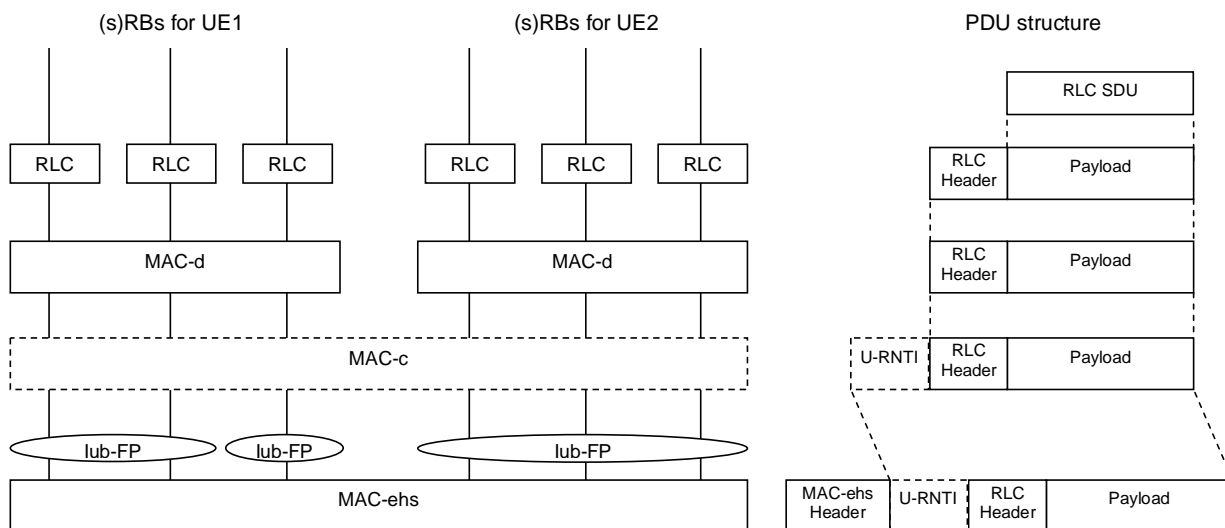 (s)RBs for UE1
(s)RBs for UE2
PDU structure
RLC SDU
RLC
RLC
RLC
RLC
RLC
RLC
RLC
Header
Payload
MAC-d
MAC-d
RLC
Header
Payload
MAC-c
U-RNTI
RLC
Header
Payload
Iub-FP
Iub-FP
Iub-FP
MAC-ehs
MAC-ehs
Header
U-RNTI
RLC
Header
Payload